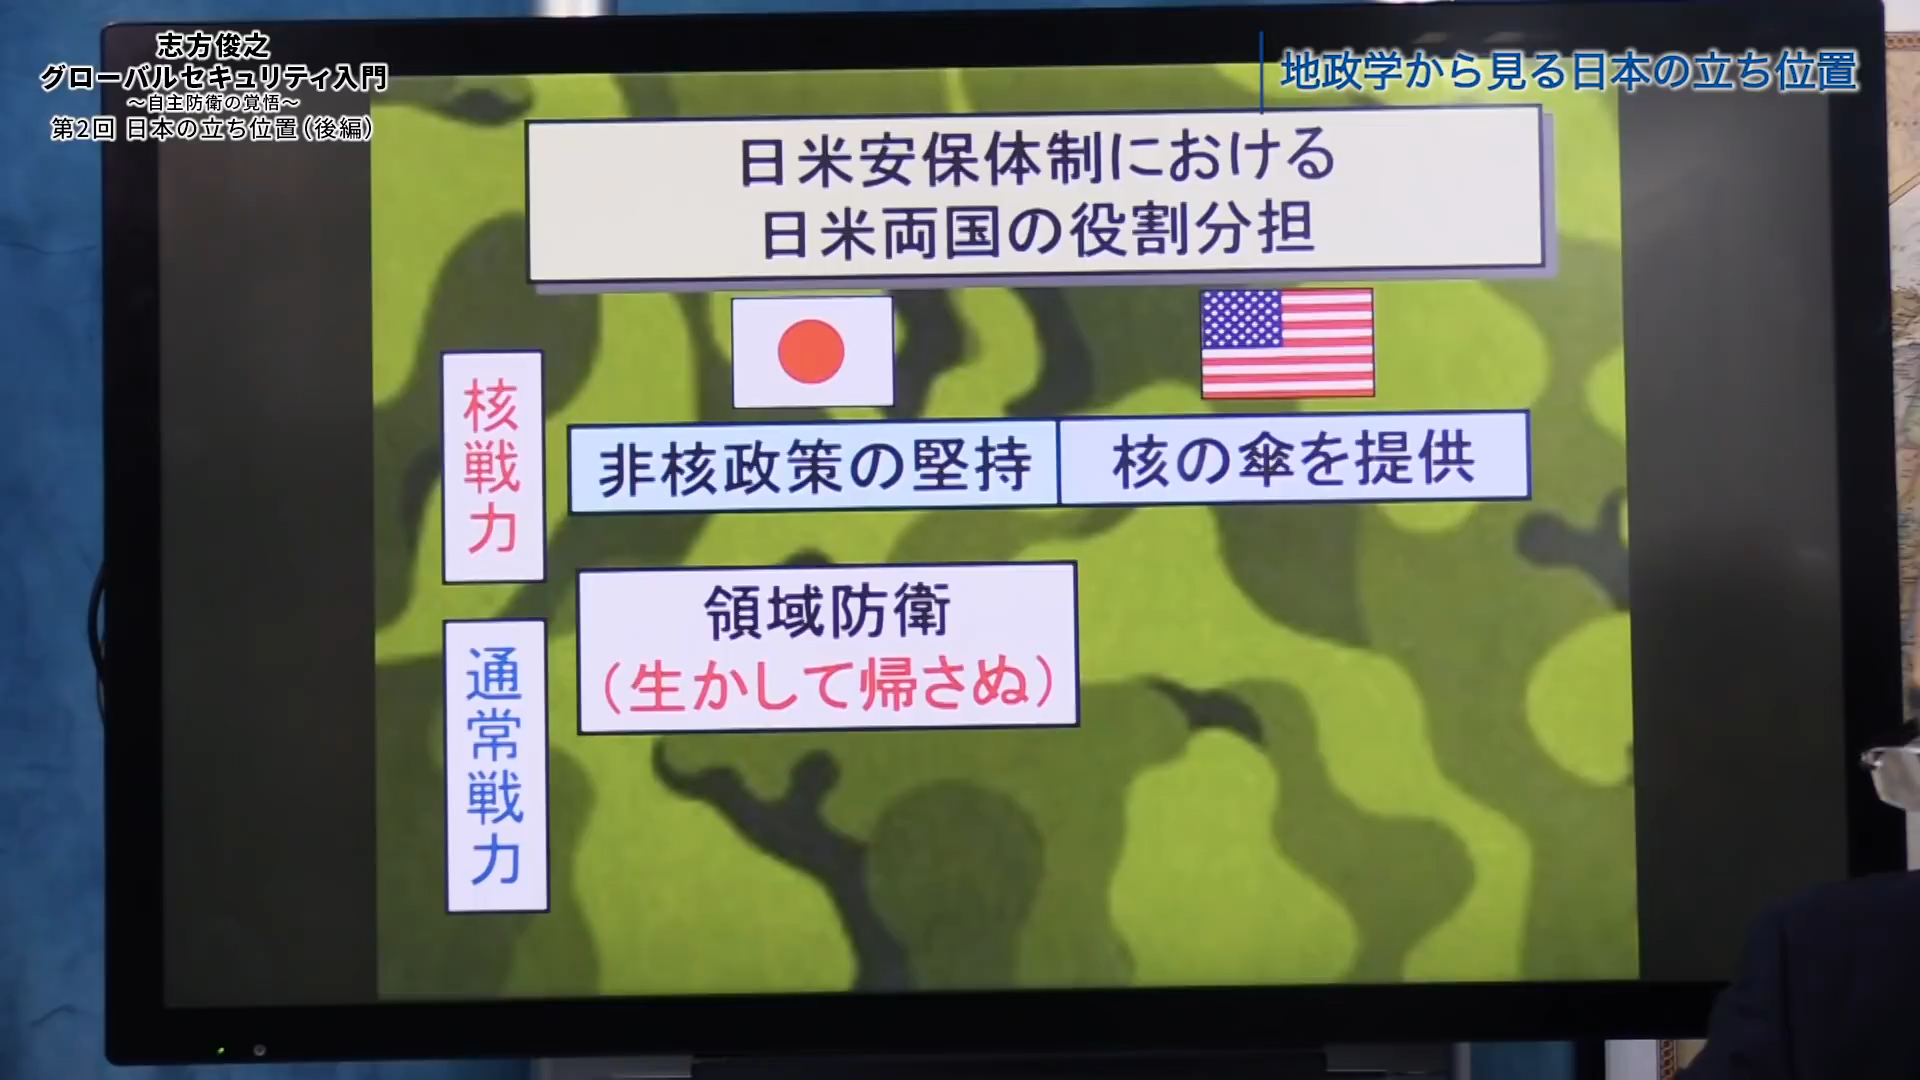 志方俊之
グローバルセキュリティ入門
～自主防衛の覚悟～
第2回 日本の立ち位置（後編）
地政学から見る日本の立ち位置
日米安保体制における
日米両国の役割分担
核戦力
非核政策の堅持
核の傘を提供
通常戦力
領域防衛
（生かして帰さぬ）